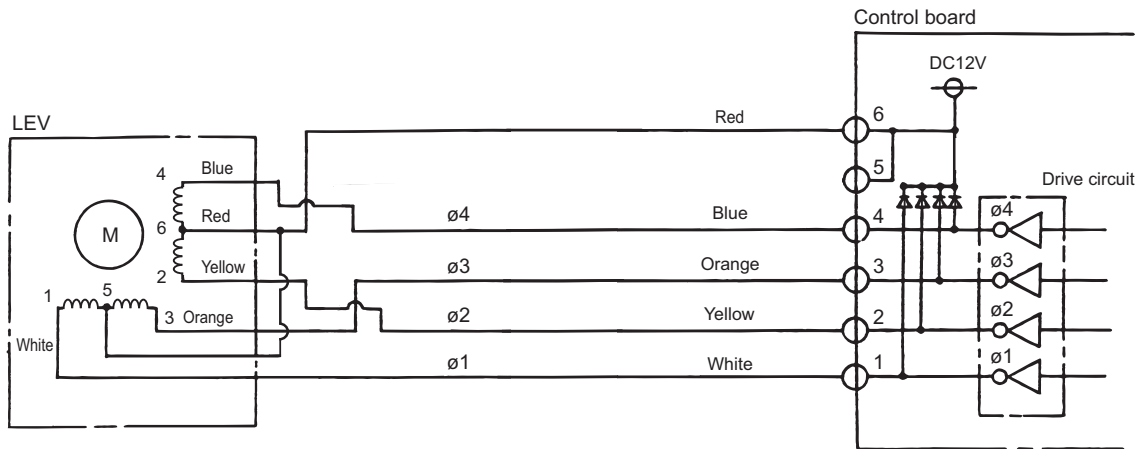 Control board
DC12V
LEV
Red 6
4 Blue
5
Drive circuit
6 Red
ø4 Blue 4 ø4
M
2 Yellow
ø3 Orange 3 ø3
1 5
3 Orange
ø2 Yellow 2 ø2
White
ø1 White 1 ø1